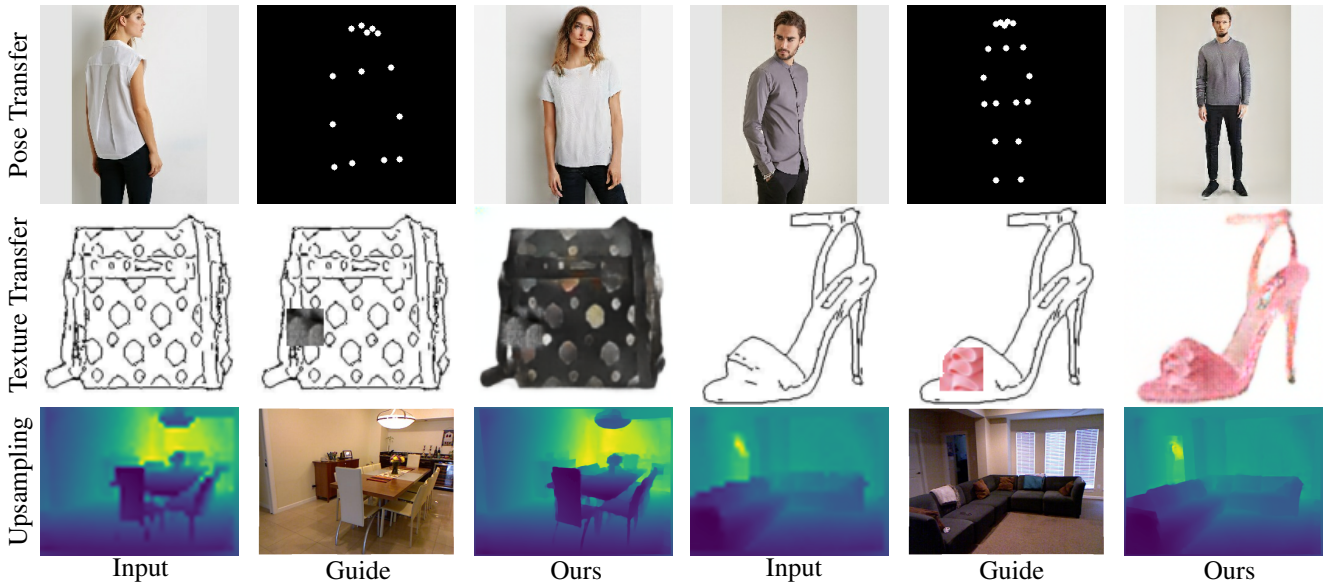 Pose Transfer
Texture Transfer
Upsampling
Input
Guide
Ours
Input
Guide
Ours